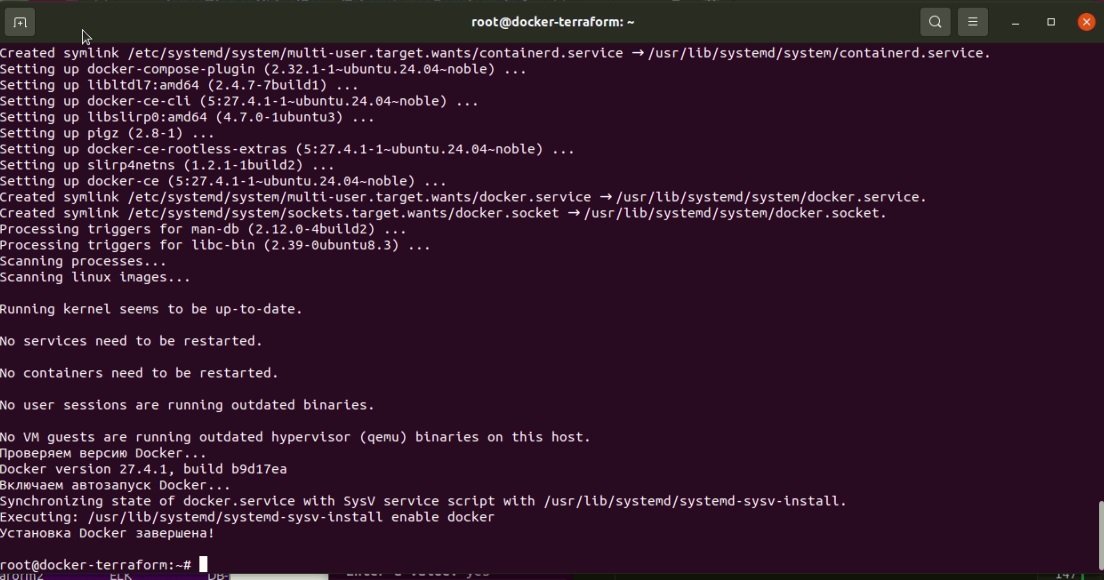 root@docker-terraform: ~
Created symlink /etc/systemd/system/multi-user.target.wants/containerd.service → /usr/lib/systemd/system/containerd.service.
Setting up docker-compose-plugin (2.32.1-1~ubuntu.24.04~noble) ...
Setting up libltdl7:amd64 (2.4.7-7build1) ...
Setting up docker-ce-cli (5:27.4.1-1~ubuntu.24.04~noble) ...
Setting up libslirp0:amd64 (4.7.0-1ubuntu3) ...
Setting up pigz (2.8-1) ...
Setting up docker-ce-rootless-extras (5:27.4.1-1~ubuntu.24.04~noble) ...
Setting up slirp4netns (1.2.1-1build2) ...
Setting up docker-ce (5:27.4.1-1~ubuntu.24.04~noble) ...
Created symlink /etc/systemd/system/multi-user.target.wants/docker.service → /usr/lib/systemd/system/docker.service.
Created symlink /etc/systemd/system/sockets.target.wants/docker.socket → /usr/lib/systemd/system/docker.socket.
Processing triggers for man-db (2.12.0-4build2) ...
Processing triggers for libc-bin (2.39-0ubuntu8.3) ...
Scanning processes...
Scanning linux images...
Running kernel seems to be up-to-date.
No services need to be restarted.
No containers need to be restarted.
No user sessions are running outdated binaries.
No VM guests are running outdated hypervisor (qemu) binaries on this host.
Проверяем версию Docker...
Docker version 27.4.1, build b9d17ea
Включаем автозапуск Docker...
Synchronizing state of docker.service with SysV service script with /usr/lib/systemd/systemd-sysv-install.
Executing: /usr/lib/systemd/systemd-sysv-install enable docker
Установка Docker завершена!
root@docker-terraform:~#